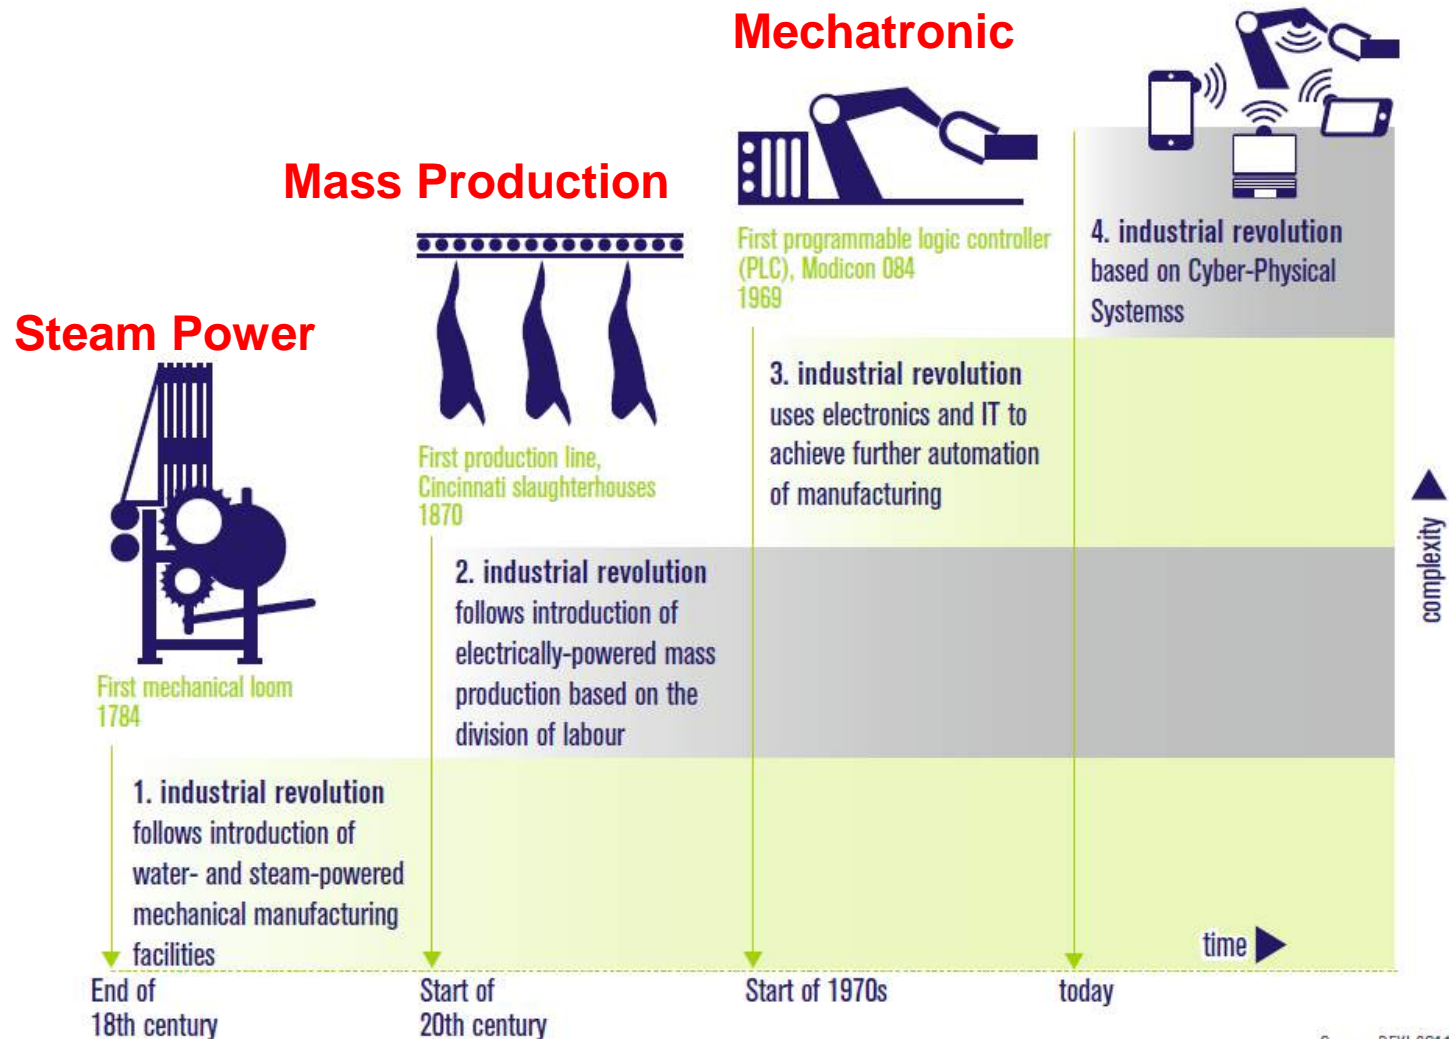 Mechatronic
Mass Production
Steam Power
First programmable logic controller
(PLC), Modicon 084
1969
4. industrial revolution
based on Cyber-Physical
Systemss
3. industrial revolution
uses electronics and IT to
achieve further automation
of manufacturing
First production line,
Cincinnati slaughterhouses
1870
2. industrial revolution
follows introduction of
electrically-powered mass
production based on the
division of labour
First mechanical loom
1784
1. industrial revolution
follows introduction of
water- and steam-powered
mechanical manufacturing
facilities
complexity
time
End of
18th century
Start of
20th century
Start of 1970s
today